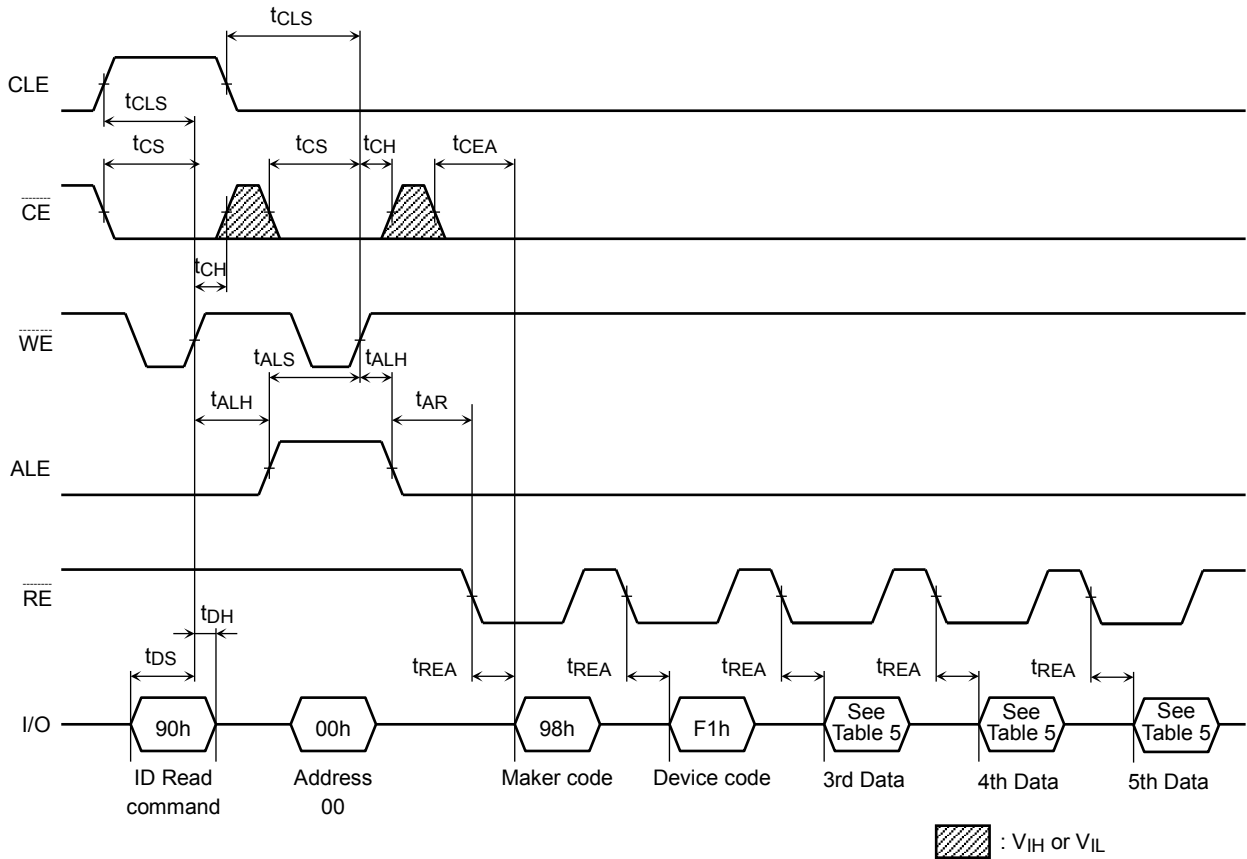 tCLS
CLE
tCLS
tCS tCS tCH tCEA
CE
tCH
WE
tALS tALH
tALH tAR
ALE
RE
tDH
tDS tREA tREA tREA tREA tREA
I/O 90h 00h 98h F1h See Table 5 See Table 5 See Table 5
ID Read command Address 00 Maker code Device code 3rd Data 4th Data 5th Data
: VIH or VIL